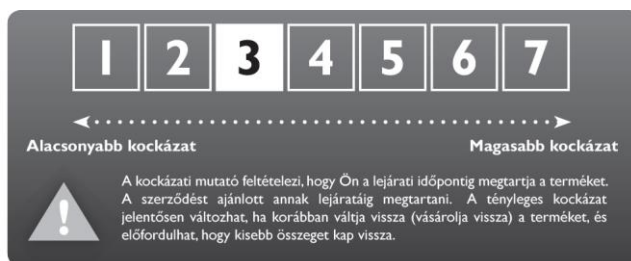 1 2 3 4 5 6 7
Alacsonyabb kockázat Magasabb kockázat
A kockázati mutató feltételezi, hogy Ön a lejárati időpontig megtartja a terméket.
A szerződést ajánlott annak lejáratáig megtartani. A tényleges kockázat
jelentősen változhat, ha korábban váltja vissza (vásárolja vissza) a terméket, és
előfordulhat, hogy kisebb összeget kap vissza.